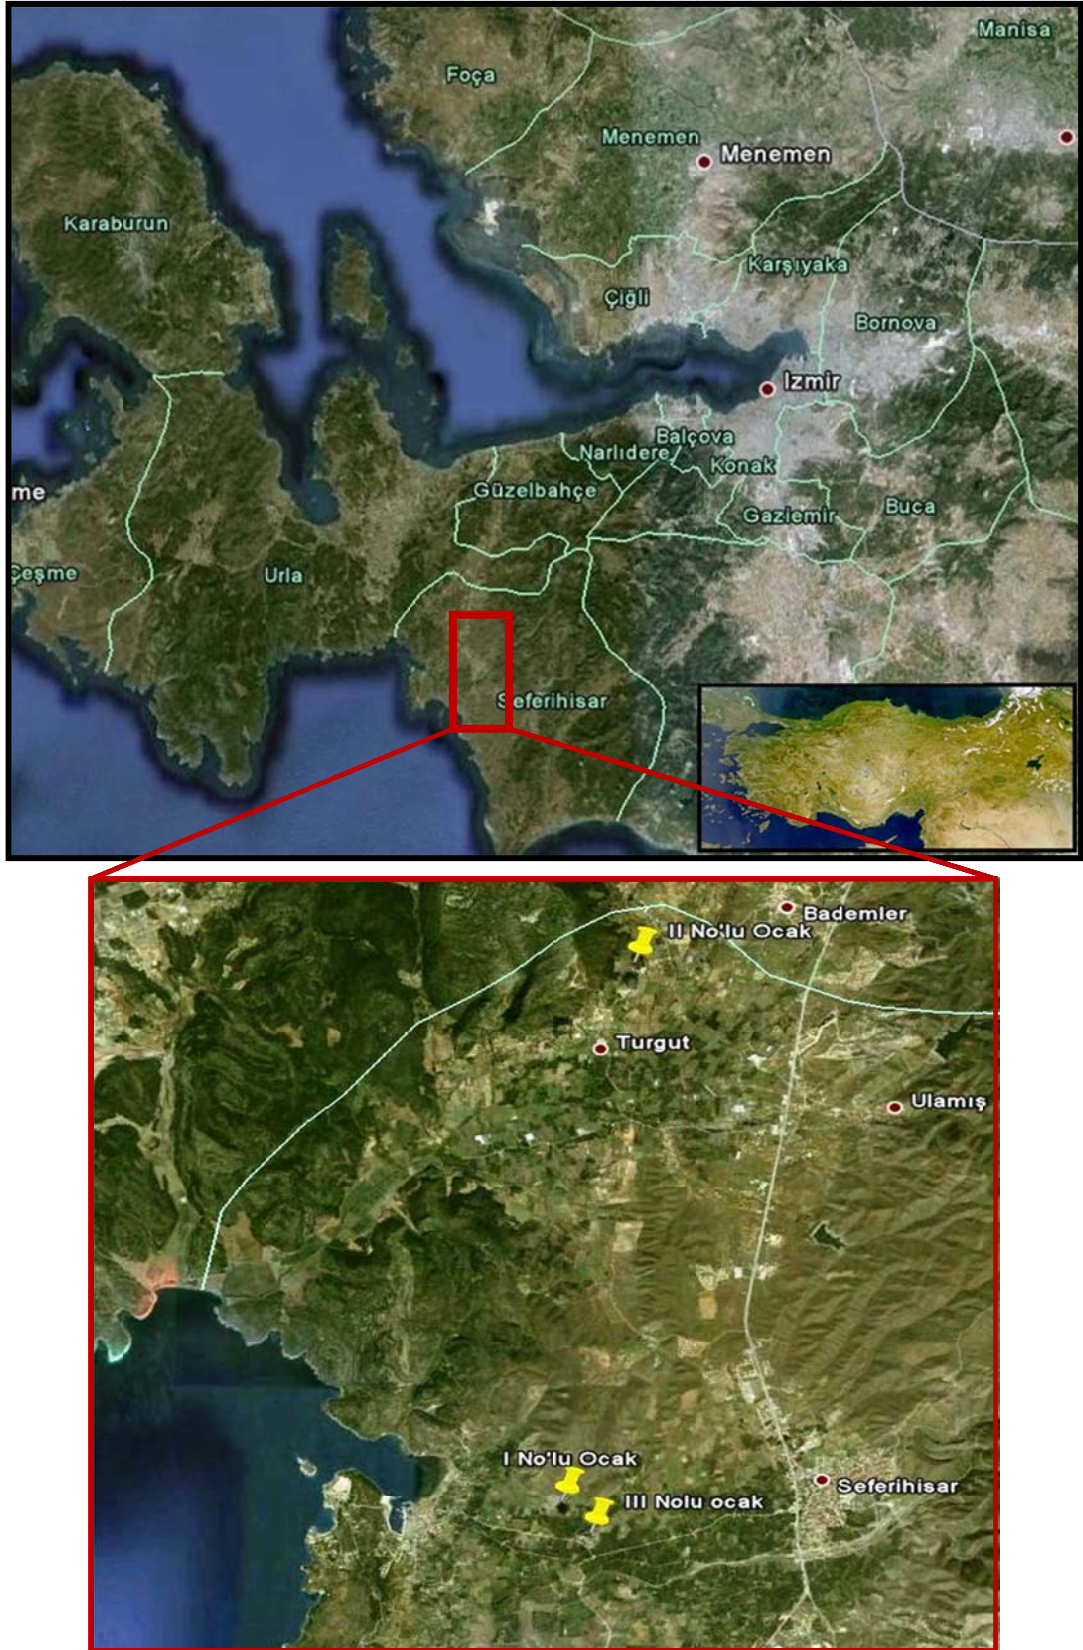 Manisa
Foça
Menemen
Menemen
Karaburun
Karşıyaka
Çiğli
Bornova
Izmir
Balçova
Narlıdere
Konak
me
Güzelbahçe
Gaziemir
Buca
Çeşme
Urla
Seferihisar
Bademler
II No'lu Ocak
Turgut
Ulamış
I No'lu Ocak
Seferihisar
III Nolu ocak